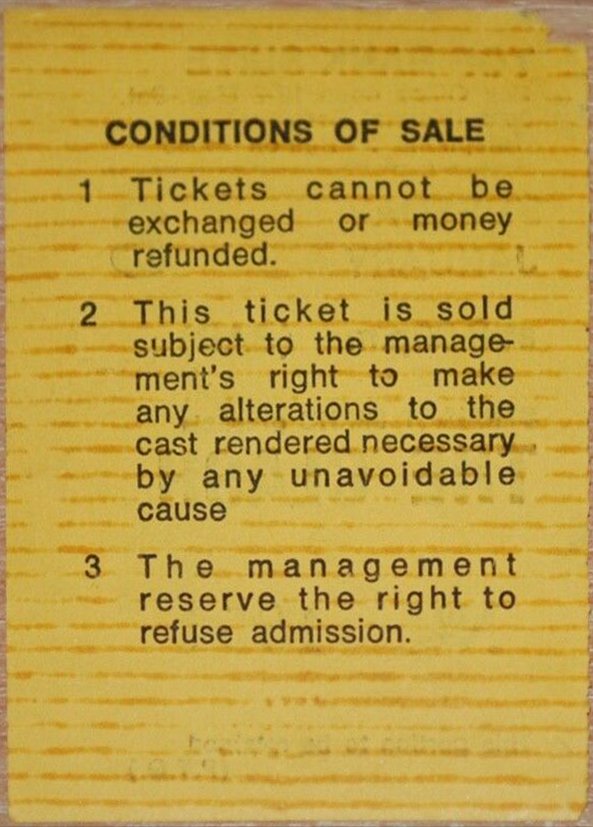 CONDITIONS OF SALE
1 Tickets cannot be
exchanged or money
refunded.
2 This ticket is sold
subject to the manage-
ment's right to make
any alterations to the
cast rendered necessary
by any unavoidable
cause
3 The management
reserve the right to
refuse admission.